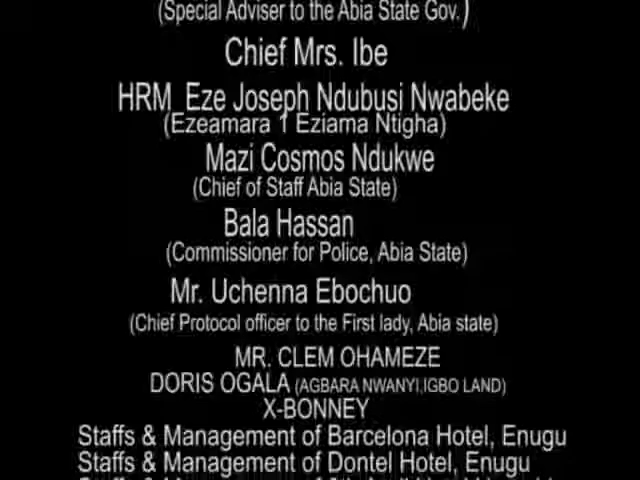 (Special Adviser to the Abia State Gov.)
Chief Mrs. Ibe
HRM Eze Joseph Ndubusi Nwabeke
(Ezeamara 1 Eziama Ntigha)
Mazi Cosmos Ndukwe
(Chief of Staff Abia State)
Bala Hassan
(Commissioner for Police, Abia State)
Mr. Uchenna Ebochuo
(Chief Protocol officer to the First lady, Abia state)
MR. CLEM OHAMEZE
DORIS OGALA (AGBARA NWANYI,IGBO LAND)
X-BONNEY
Staffs & Management of Barcelona Hotel, Enugu
Staffs & Management of Dontel Hotel, Enugu